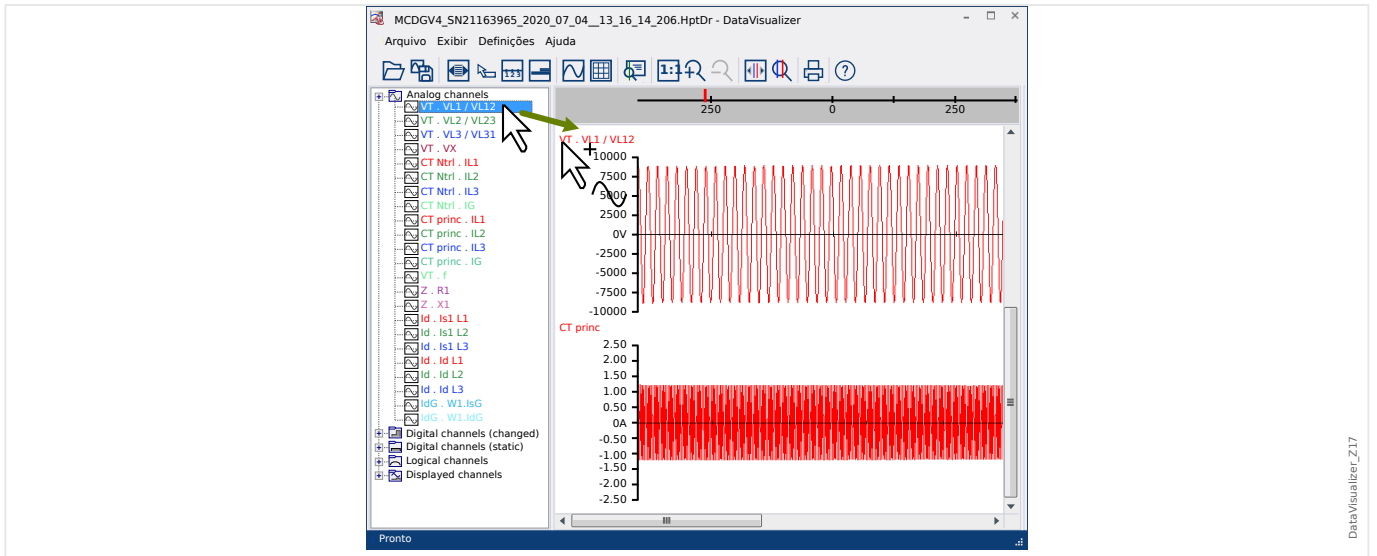 MCDGV4_SN21163965_2020_07_04__13_16_14_206.HptDr - DataVisualizer
Arquivo Exibir Definições Ajuda
123
1:1
?
Analog channels
VT . VL1 / VL12
VT . VL2 / VL23
VT . VL3 / VL31
VT . VX
CT Ntrl . IL1
CT Ntrl . IL2
CT Ntrl . IL3
CT Ntrl . IG
CT princ . IL1
CT princ . IL2
CT princ . IL3
CT princ . IG
VT . f
Z . R1
Z . X1
Id . Is1 L1
Id . Is1 L2
Id . Is1 L3
Id . Id L1
Id . Id L2
Id . Id L3
IdG . W1.IsG
IdG . W1.IdG
Digital channels (changed)
Digital channels (static)
Logical channels
Displayed channels
250 0 250
VT . VL1 / VL12
10000
7500
5000
2500
0V
-2500
-5000
-7500
-10000
CT princ
2.50
2.00
1.50
1.00
0.50
0A
-0.50
-1.00
-1.50
-2.00
-2.50
Pronto
DataVisualizer_Z17